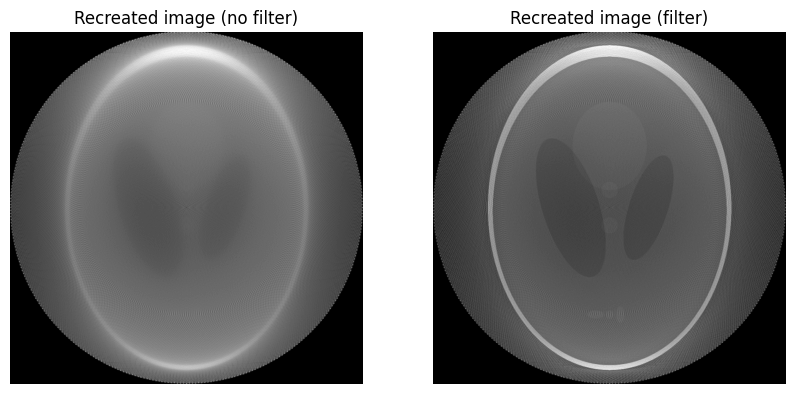 Recreated image (no filter)
Recreated image (filter)